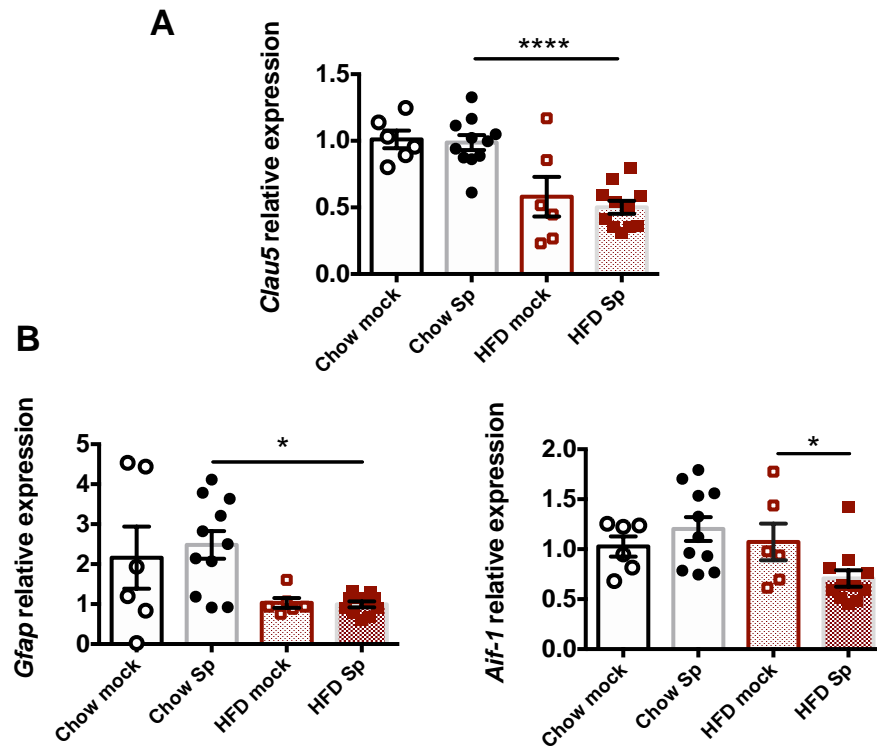 A
****
Clau5 relative expression
1.5
1.0
0.5
0.0
Chow mock
Chow Sp
HFD mock
HFD Sp
B
*
Gfap relative expression
5
4
3
2
1
0
Chow mock
Chow Sp
HFD mock
HFD Sp
*
Aif-1 relative expression
2.0
1.5
1.0
0.5
0.0
Chow mock
Chow Sp
HFD mock
HFD Sp